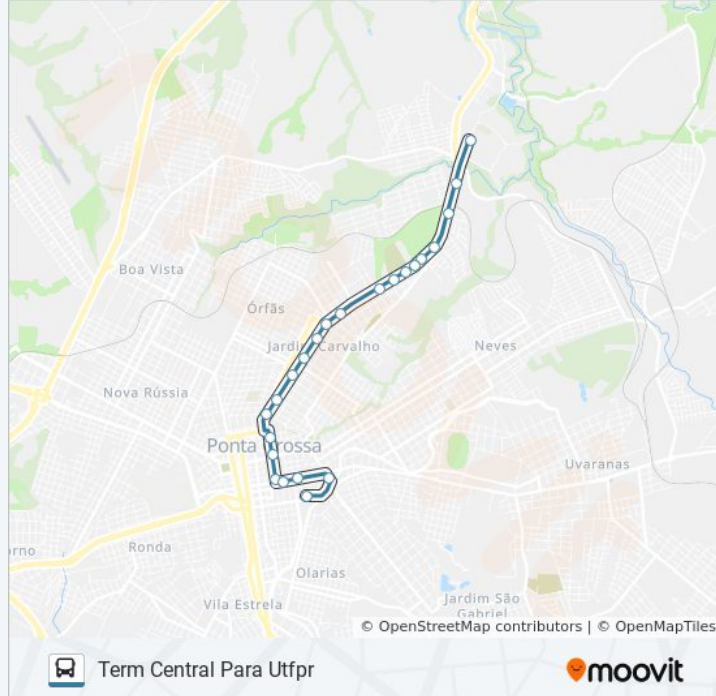 Boa Vista
Órfãs
Jardim Carvalho
Neves
Nova Rússia
Ponta Grossa
Uvaranas
orno
Ronda
Olarias
Jardim São
Gabriel
Vila Estrela
© OpenStreetMap contributors | © OpenMapTiles
Term Central Para Utfpr
moovit